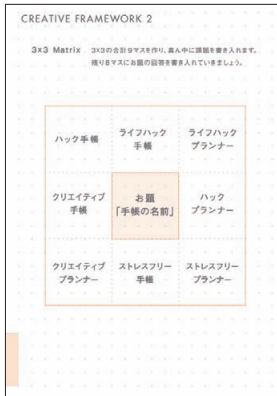 CREATIVE FRAMEWORK 2
3×3 Matrix 3×3の合計9マスを作り、真ん中に課題を書き入れます。
残り8マスにお題の回答を書き入れていきましょう。
ハック手帳 ライフハック ライフハック
手帳 プランナー
クリエイティブ お題 ハック
手帳 「手帳の名前」 プランナー
クリエイティブ ストレスフリー ストレスフリー
プランナー 手帳 プランナー